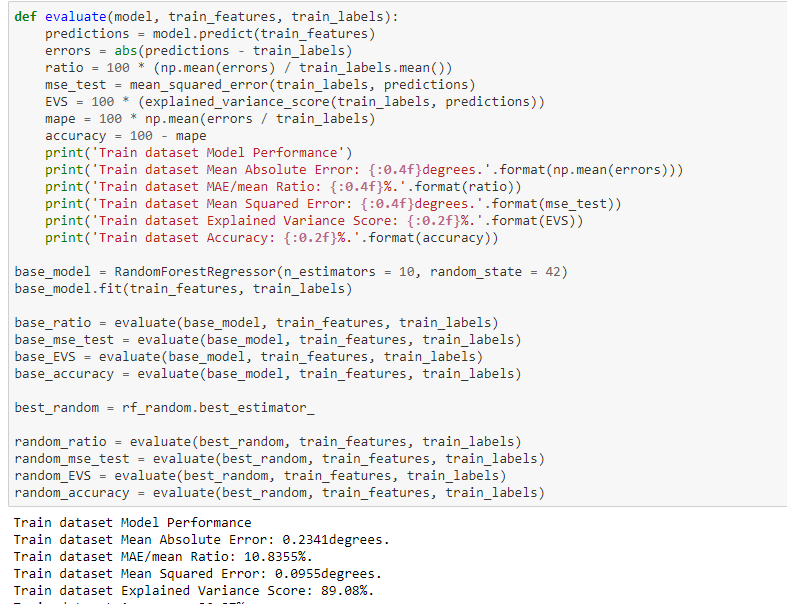 def evaluate(model, train_features, train_labels):
    predictions = model.predict(train_features)
    errors = abs(predictions - train_labels)
    ratio = 100 * (np.mean(errors) / train_labels.mean())
    mse_test = mean_squared_error(train_labels, predictions)
    EVS = 100 * (explained_variance_score(train_labels, predictions))
    mape = 100 * np.mean(errors / train_labels)
    accuracy = 100 - mape
    print('Train dataset Model Performance')
    print('Train dataset Mean Absolute Error: {:0.4f}degrees.'.format(np.mean(errors)))
    print('Train dataset MAE/mean Ratio: {:0.4f}%.'.format(ratio))
    print('Train dataset Mean Squared Error: {:0.4f}degrees.'.format(mse_test))
    print('Train dataset Explained Variance Score: {:0.2f}%.'.format(EVS))
    print('Train dataset Accuracy: {:0.2f}%.'.format(accuracy))

base_model = RandomForestRegressor(n_estimators = 10, random_state = 42)
base_model.fit(train_features, train_labels)

base_ratio = evaluate(base_model, train_features, train_labels)
base_mse_test = evaluate(base_model, train_features, train_labels)
base_EVS = evaluate(base_model, train_features, train_labels)
base_accuracy = evaluate(base_model, train_features, train_labels)

best_random = rf_random.best_estimator_

random_ratio = evaluate(best_random, train_features, train_labels)
random_mse_test = evaluate(best_random, train_features, train_labels)
random_EVS = evaluate(best_random, train_features, train_labels)
random_accuracy = evaluate(best_random, train_features, train_labels)

Train dataset Model Performance
Train dataset Mean Absolute Error: 0.2341degrees.
Train dataset MAE/mean Ratio: 10.8355%.
Train dataset Mean Squared Error: 0.0955degrees.
Train dataset Explained Variance Score: 89.08%.